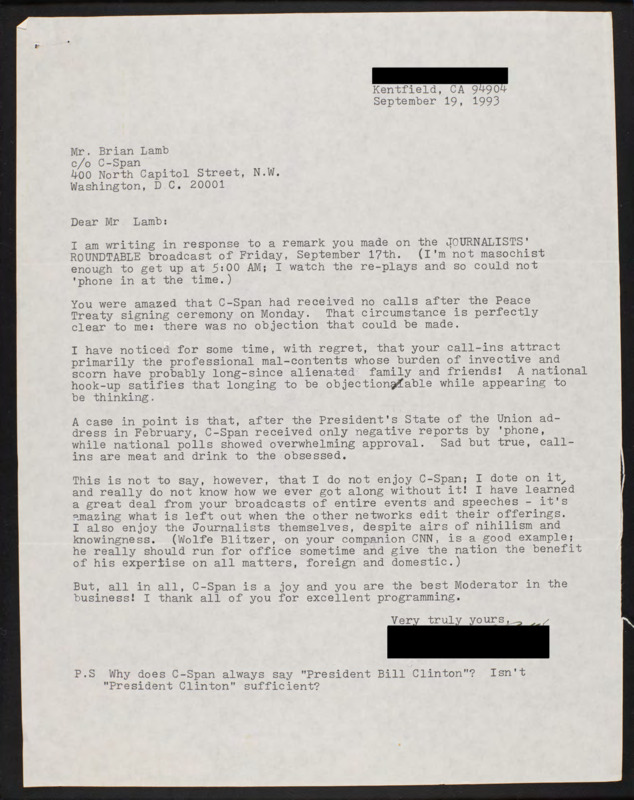 Kentfield, CA 94904
September 19, 1993
Mr. Brian Lamb
c/o C-Span
400 North Capitol Street, N.W.
Washington, D C. 20001
Dear Mr Lamb:
I am writing in response to a remark you made on the JOURNALISTS'
ROUNDTABLE broadcast of Friday, September 17th. (I'm not masochist
enough to get up at 5:00 AM; I watch the re-plays and so could not
'phone in at the time.)
You were amazed that C-Span had received no calls after the Peace
Treaty signing ceremony on Monday. That circumstance is perfectly
clear to me: there was no objection that could be made.
I have noticed for some time, with regret, that your call-ins attract
primarily the professional mal-contents whose burden of invective and
scorn have probably long-since alienated family and friends! A national
hook-up satifies that longing to be objectionable while appearing to
be thinking.
A case in point is that, after the President's State of the Union ad-
dress in February, C-Span received only negative reports by 'phone,
while national polls showed overwhelming approval. Sad but true, call-
ins are meat and drink to the obsessed.
This is not to say, however, that I do not enjoy C-Span; I dote on it,
and really do not know how we ever got along without it! I have learned
a great deal from your broadcasts of entire events and speeches - it's
amazing what is left out when the other networks edit their offerings.
I also enjoy the Journalists themselves, despite airs of nihilism and
knowingness. (Wolfe Blitzer, on your companion CNN, is a good example;
he really should run for office sometime and give the nation the benefit
of his expertise on all matters, foreign and domestic.)
But, all in all, C-Span is a joy and you are the best Moderator in the
business! I thank all of you for excellent programming.
Very truly yours,
P.S Why does C-Span always say "President Bill Clinton"? Isn't
"President Clinton" sufficient?